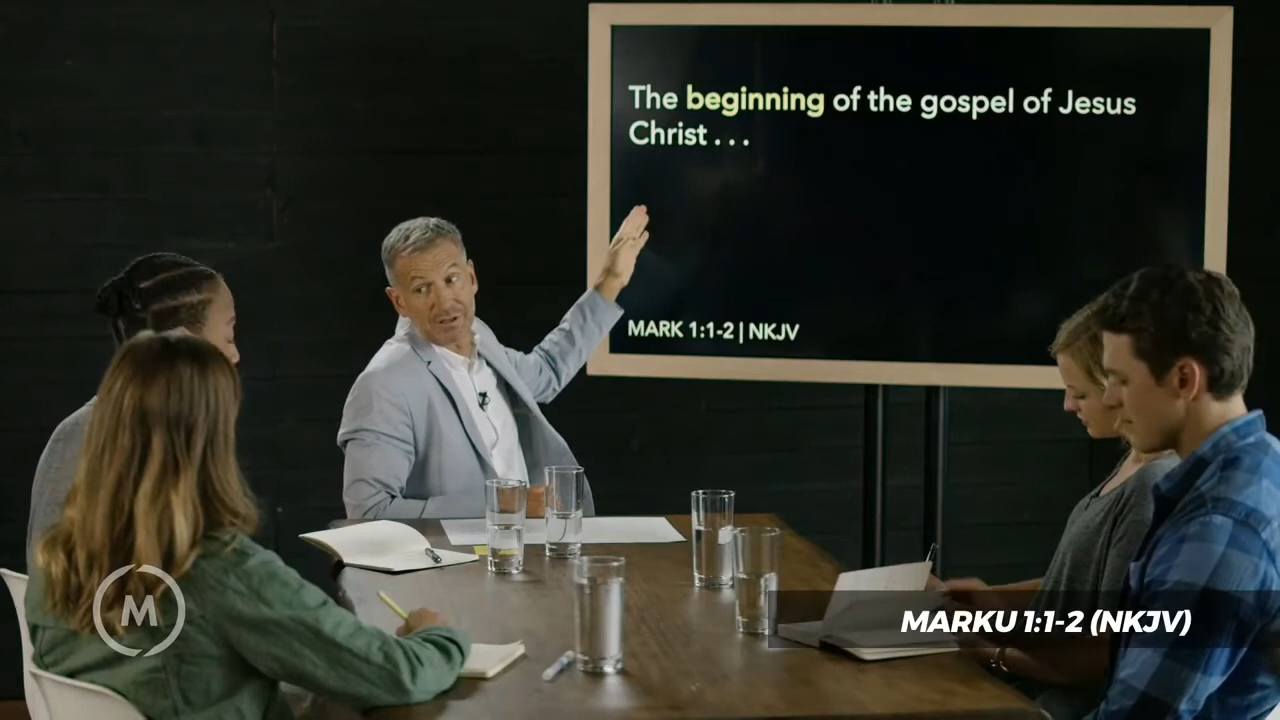 The beginning of the gospel of Jesus
Christ . . .
MARK 1:1-2 | NKJV
M
MARKU 1:1-2 (NKJV)